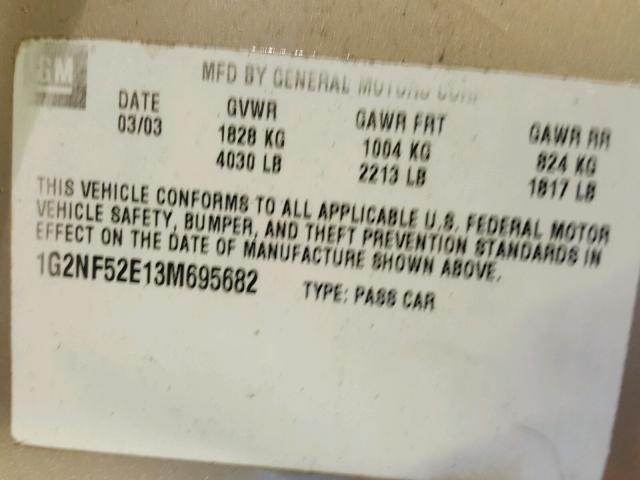 GM
MFD BY GENERAL MOTORS CORP
DATE GVWR GAWR FRT GAWR RR
03/03 1828 KG 1004 KG 824 KG
4030 LB 2213 LB 1817 LB
THIS VEHICLE CONFORMS TO ALL APPLICABLE U.S. FEDERAL MOTOR
VEHICLE SAFETY, BUMPER, AND THEFT PREVENTION STANDARDS IN
EFFECT ON THE DATE OF MANUFACTURE SHOWN ABOVE.
1G2NF52E13M695682 TYPE: PASS CAR